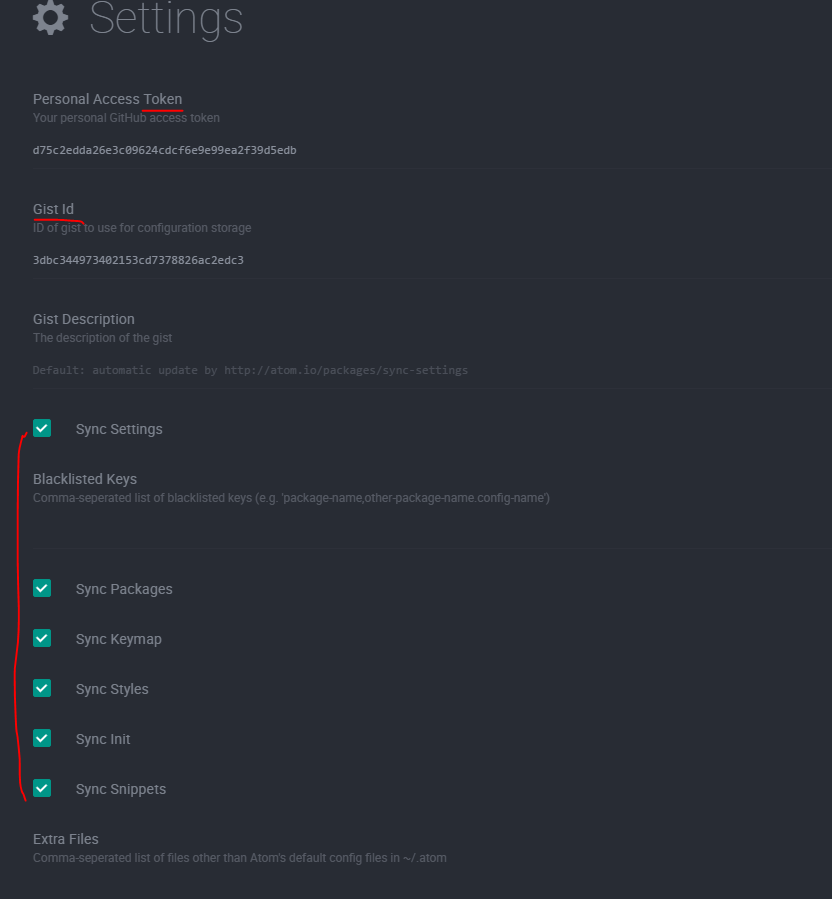 Settings
Personal Access Token
Your personal GitHub access token
d75c2edda26e3c09624cdcf6e9e99ea2f39d5edb
Gist Id
ID of gist to use for configuration storage
3dbc344973402153cd7378826ac2edc3
Gist Description
The description of the gist
Default: automatic update by http://atom.io/packages/sync-settings
Sync Settings
Blacklisted Keys
Comma-seperated list of blacklisted keys (e.g. 'package-name,other-package-name.config-name')
Sync Packages
Sync Keymap
Sync Styles
Sync Init
Sync Snippets
Extra Files
Comma-seperated list of files other than Atom's default config files in ~/.atom